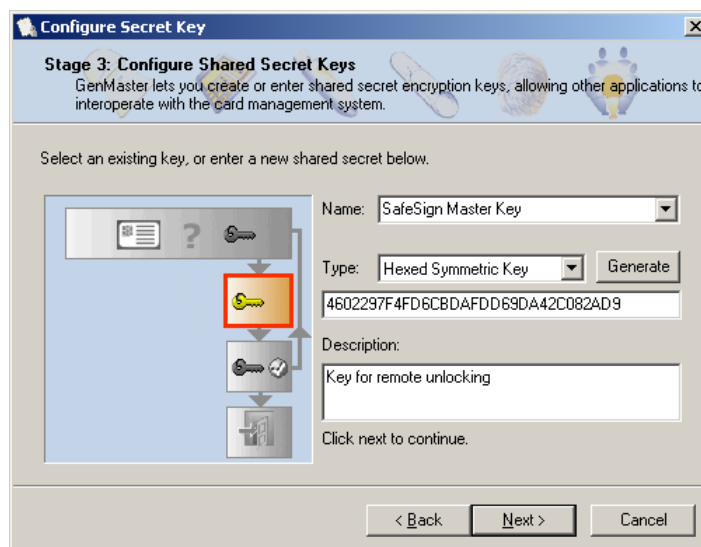 Configure Secret Key
Stage 3: Configure Shared Secret Keys
GenMaster lets you create or enter shared secret encryption keys, allowing other applications to
interoperate with the card management system.
Select an existing key, or enter a new shared secret below.
Name: SafeSign Master Key
Type: Hexed Symmetric Key Generate
4602297F4FD6CBDAFDD69DA42C082AD9
Description:
Key for remote unlocking
Click next to continue.
< Back Next > Cancel